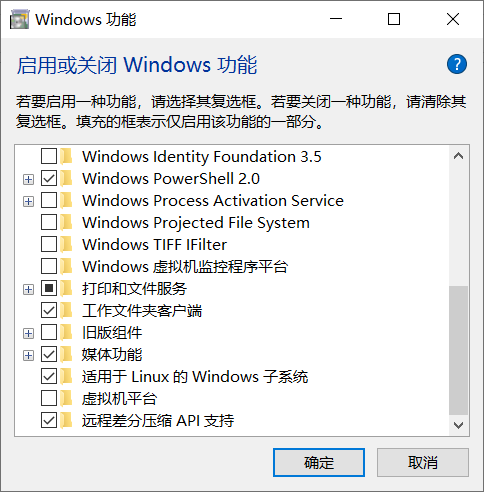 Windows 功能
启用或关闭 Windows 功能
?
若要启用一种功能，请选择其复选框。若要关闭一种功能，请清除其
复选框。填充的框表示仅启用该功能的一部分。
Windows Identity Foundation 3.5
Windows PowerShell 2.0
Windows Process Activation Service
Windows Projected File System
Windows TIFF IFilter
Windows 虚拟机监控程序平台
打印和文件服务
工作文件夹客户端
旧版组件
媒体功能
适用于 Linux 的 Windows 子系统
虚拟机平台
远程差分压缩 API 支持
确定
取消